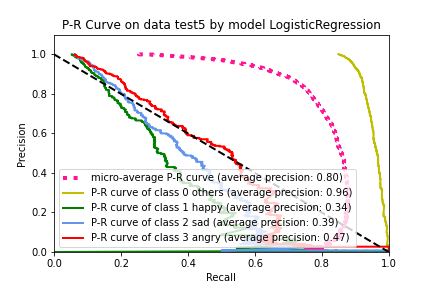 P-R Curve on data test5 by model LogisticRegression
Precision
1.0
0.8
0.6
0.4
0.2
0.0
micro-average P-R curve (average precision: 0.80)
P-R curve of class 0 others (average precision: 0.96)
P-R curve of class 1 happy (average precision: 0.34)
P-R curve of class 2 sad (average precision: 0.39)
P-R curve of class 3 angry (average precision: 0.47)
0.0 0.2 0.4 0.6 0.8 1.0
Recall